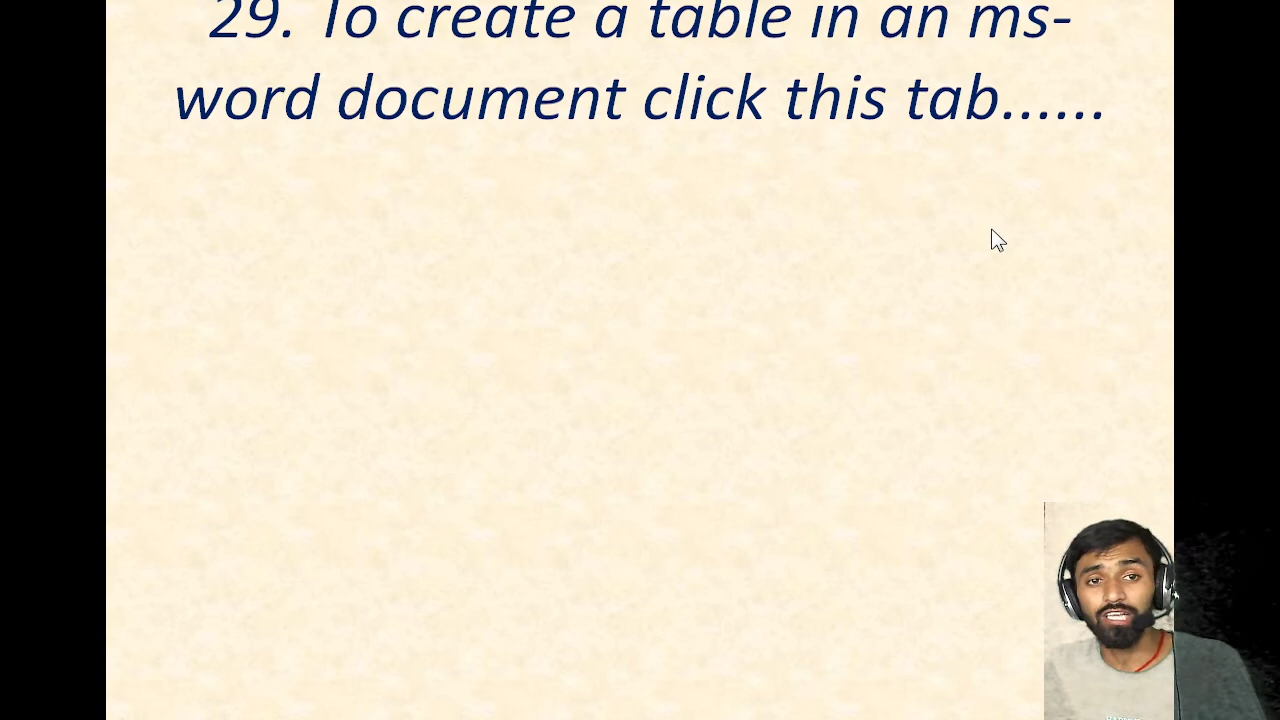 29. To create a table in an ms-
word document click this tab......